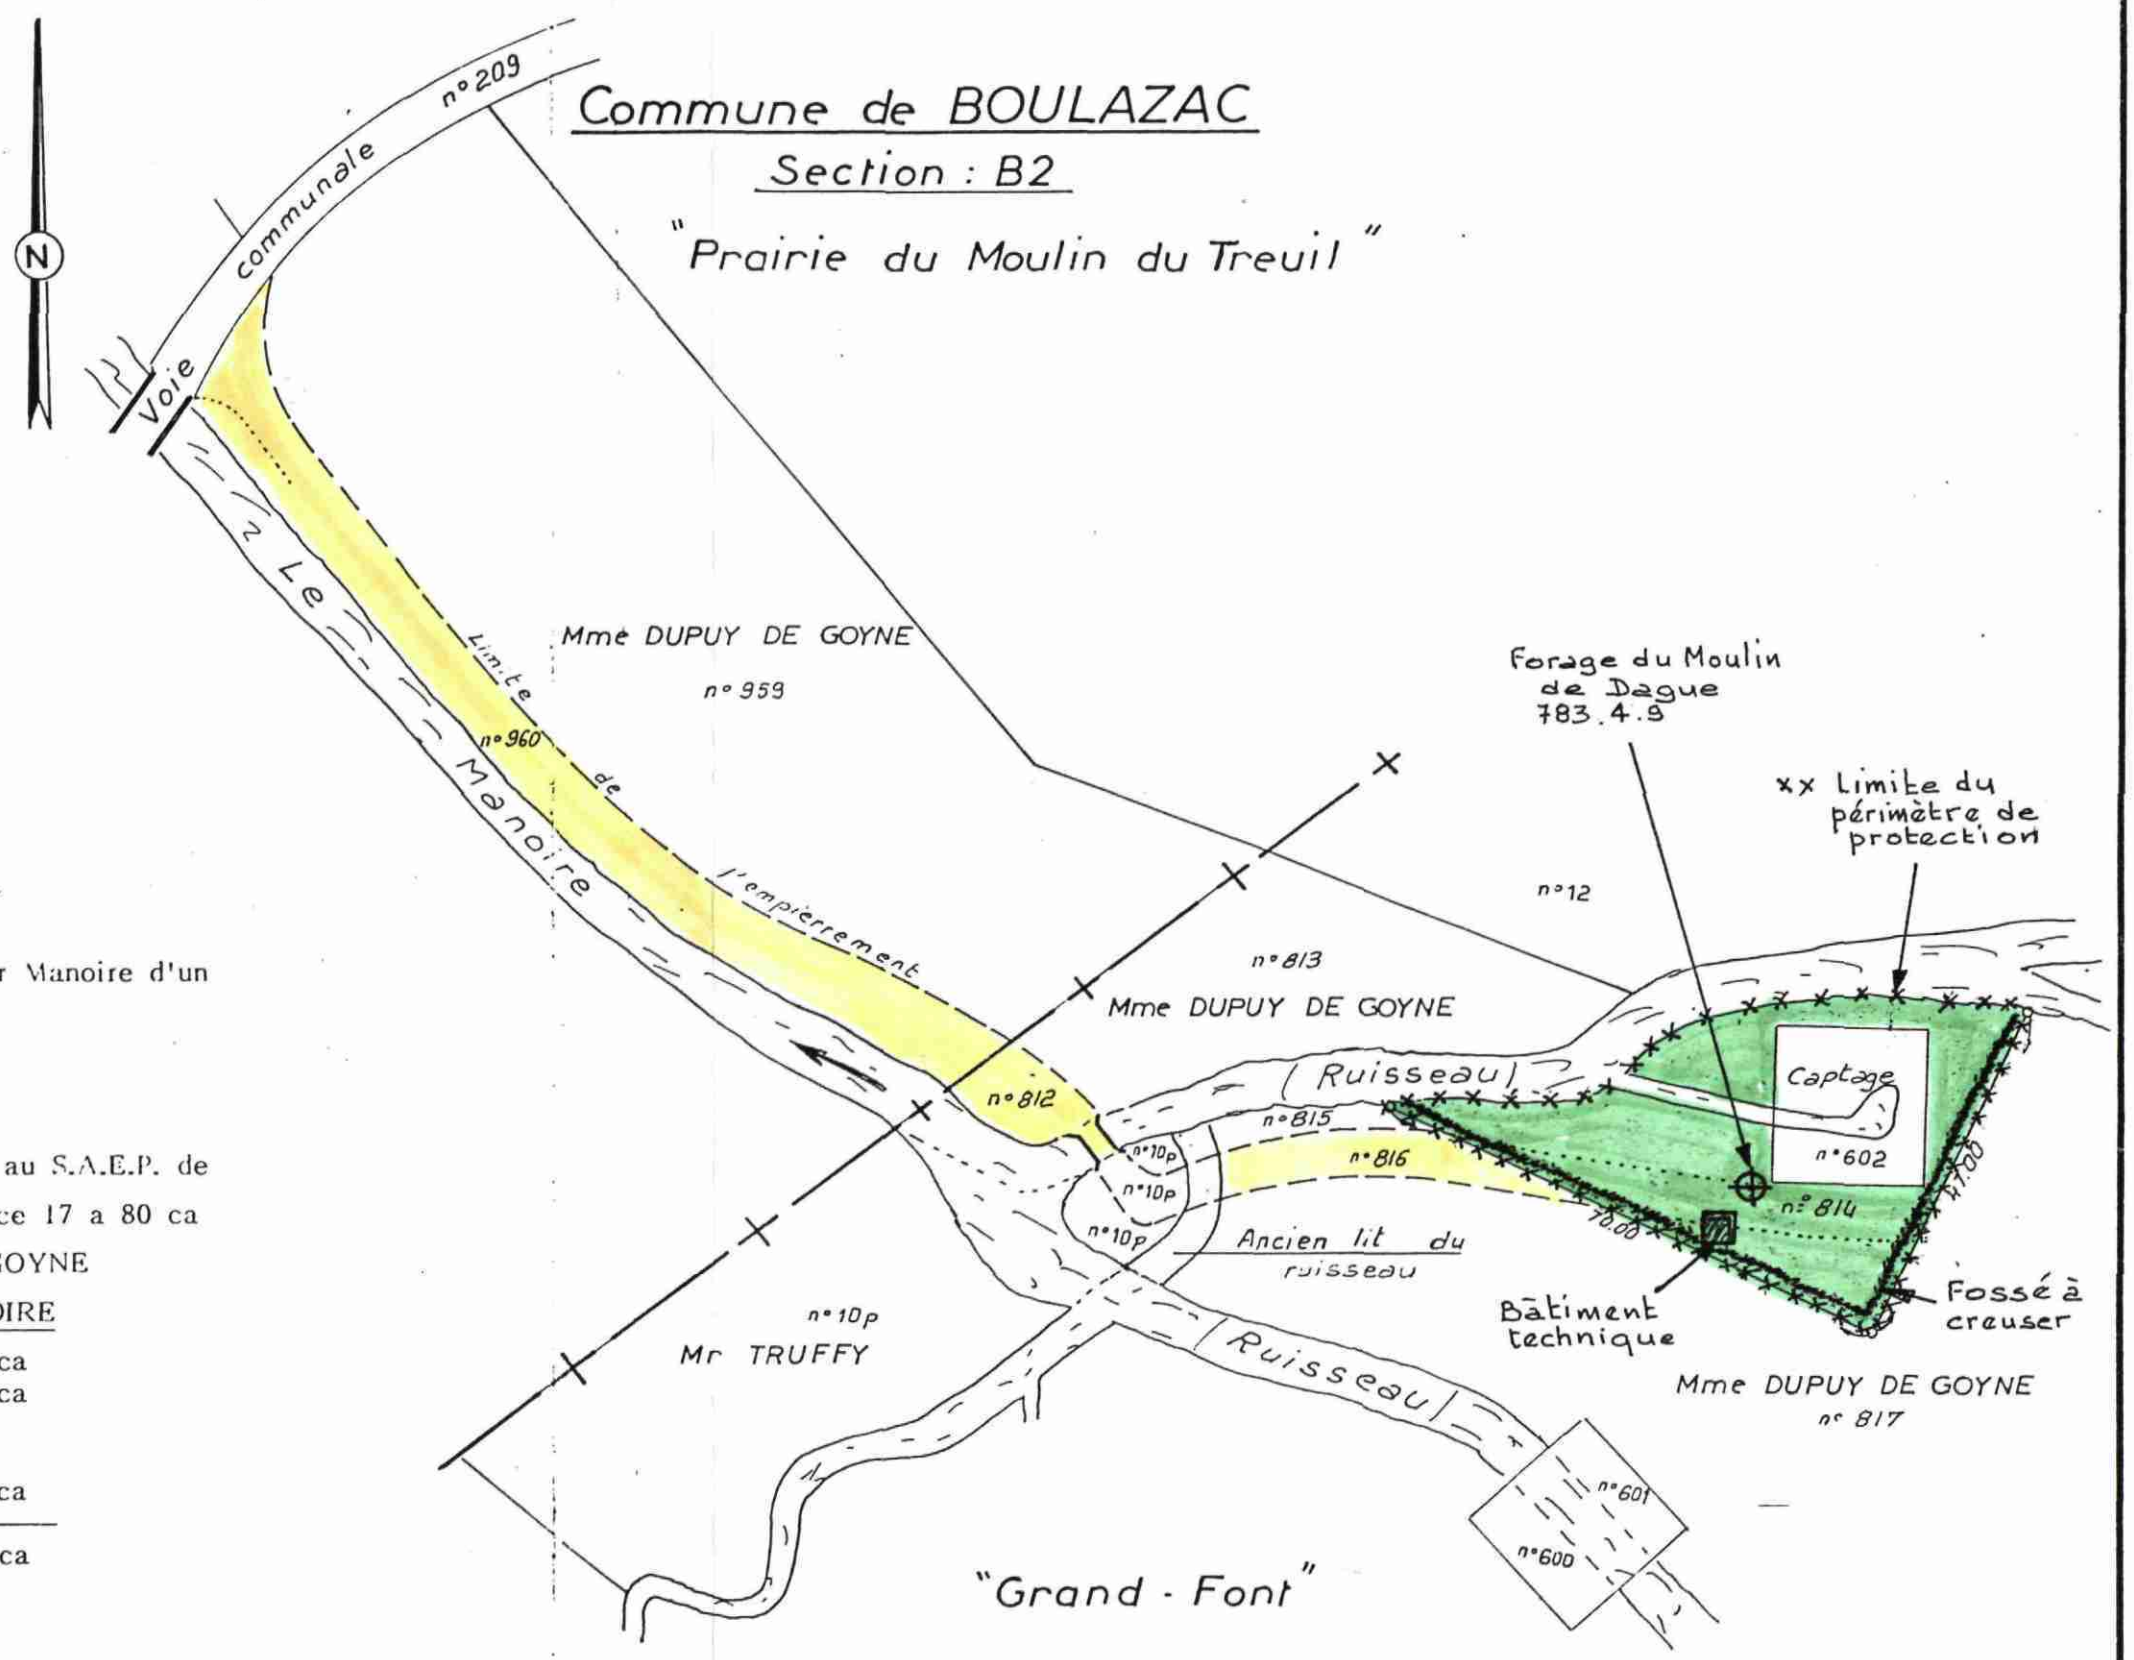 N
n° 209
communale
Voie
Commune de BOULAZAC
Section : B2
"Prairie du Moulin du Treuil"
Le Manoire
Limite de l'empierrement
n° 960
Mme DUPUY DE GOYNE
n° 959
Forage du Moulin
de Dague
783.4.9
xx Limite du
périmètre de
protection
n° 12
n° 813
Mme DUPUY DE GOYNE
r Manoire d'un
au S.A.E.P. de
ce 17 a 80 ca
GOYNE
OIRE
ca
ca
ca
ca
n° 812
(Ruisseau)
n° 815
n° 816
n° 10p
n° 10p
n° 10p
Captage
n° 602
n° 814
47.00
70.00
Ancien lit du
ruisseau
Bâtiment
technique
Fossé à
creuser
n° 10p
Mr TRUFFY
(Ruisseau)
Mme DUPUY DE GOYNE
n° 817
n° 601
n° 600
"Grand - Font"